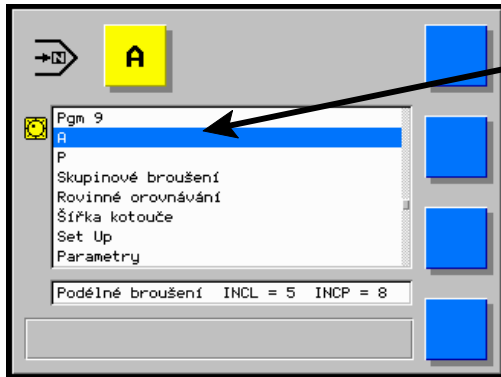 N
A
Pgm 9
A
P
Skupinové broušení
Rovinné orovnávání
Šířka kotouče
Set Up
Parametry
Podélné broušení INCL = 5 INCP = 8